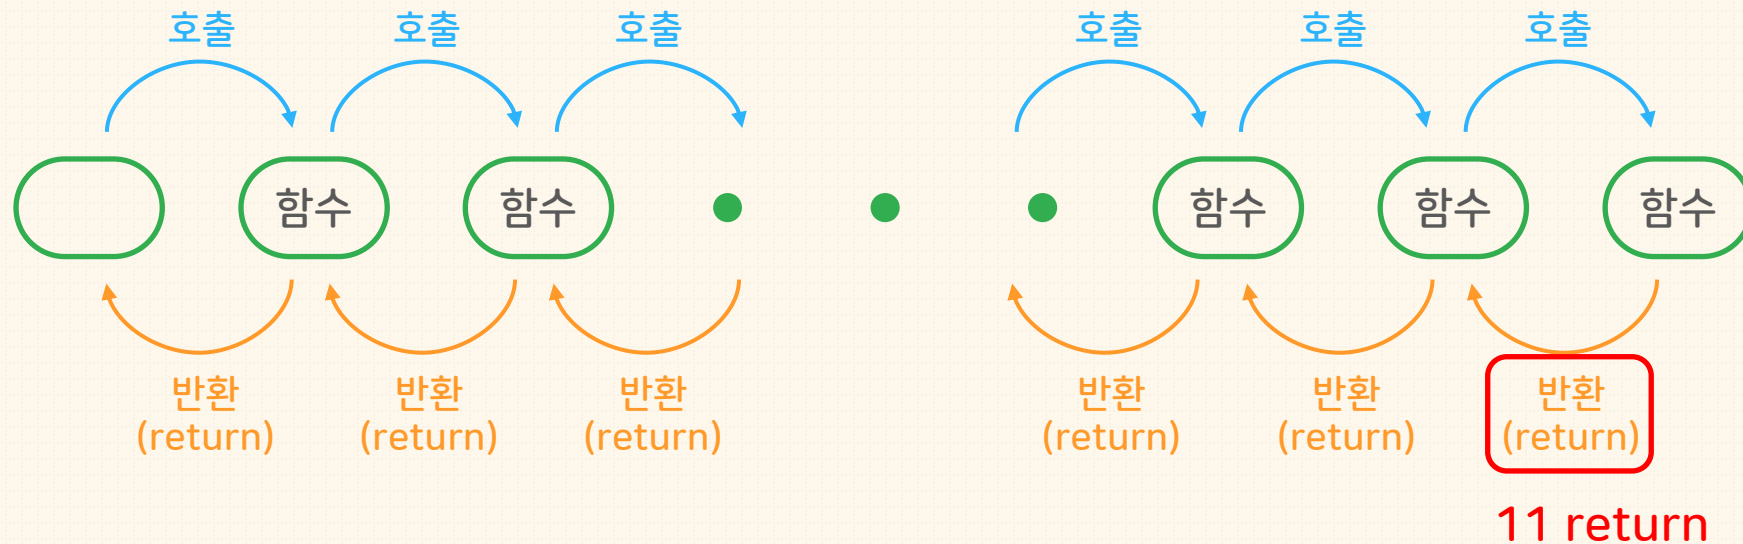 호출 호출 호출 호출 호출 호출
함수 함수 함수 함수 함수
반환 반환 반환 반환 반환 반환
(return) (return) (return) (return) (return) (return)
11 return